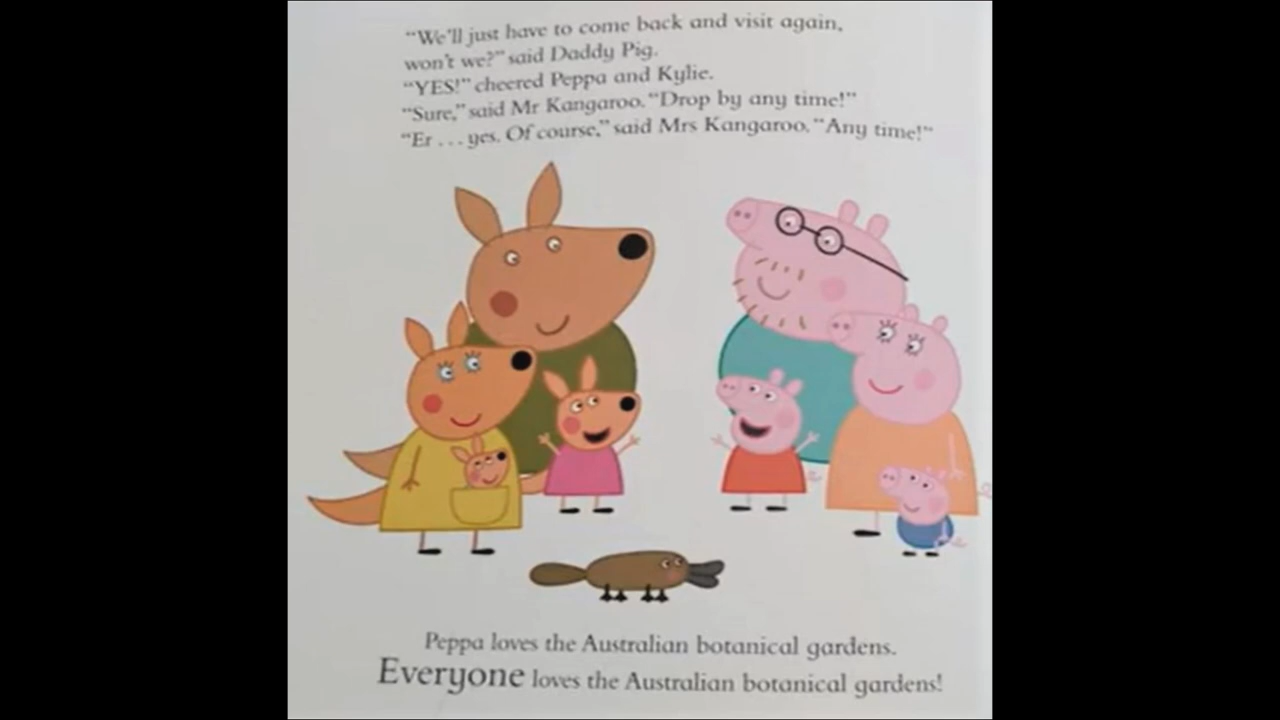 “We’ll just have to come back and visit again,
won’t we?” said Daddy Pig.
“YES!” cheered Peppa and Kylie.
“Sure,” said Mr Kangaroo. “Drop by any time!”
“Er . . . yes. Of course,” said Mrs Kangaroo. “Any time!”
Peppa loves the Australian botanical gardens.
Everyone loves the Australian botanical gardens!